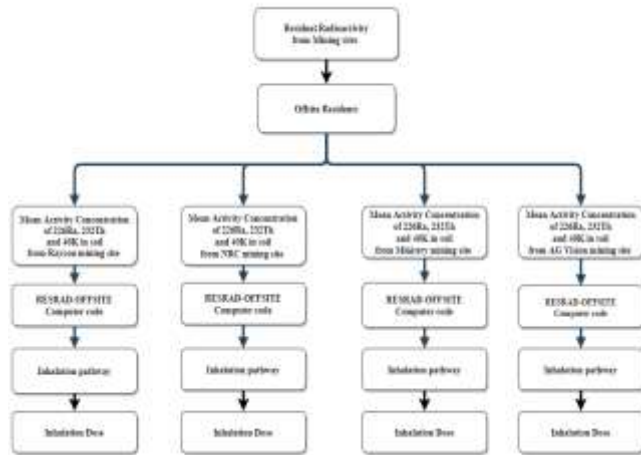 Residual Radioactivity
from Mining sites
Offsite Residence
Mean Activity Concentration
of 226Ra, 232Th
and 40K in soil
from Raycon mining site
Mean Activity Concentration
of 226Ra, 232Th
and 40K in soil
from NRC mining site
Mean Activity Concentration
of 226Ra, 232Th
and 40K in soil
from mining site
Mean Activity Concentration
of 226Ra, 232Th
and 40K in soil
from AG Vision mining site
RESRAD-OFFSITE
Computer code
RESRAD-OFFSITE
Computer code
RESRAD-OFFSITE
Computer code
RESRAD-OFFSITE
Computer code
Inhalation pathway
Inhalation pathway
Inhalation pathway
Inhalation pathway
Inhalation Dose
Inhalation Dose
Inhalation Dose
Inhalation Dose